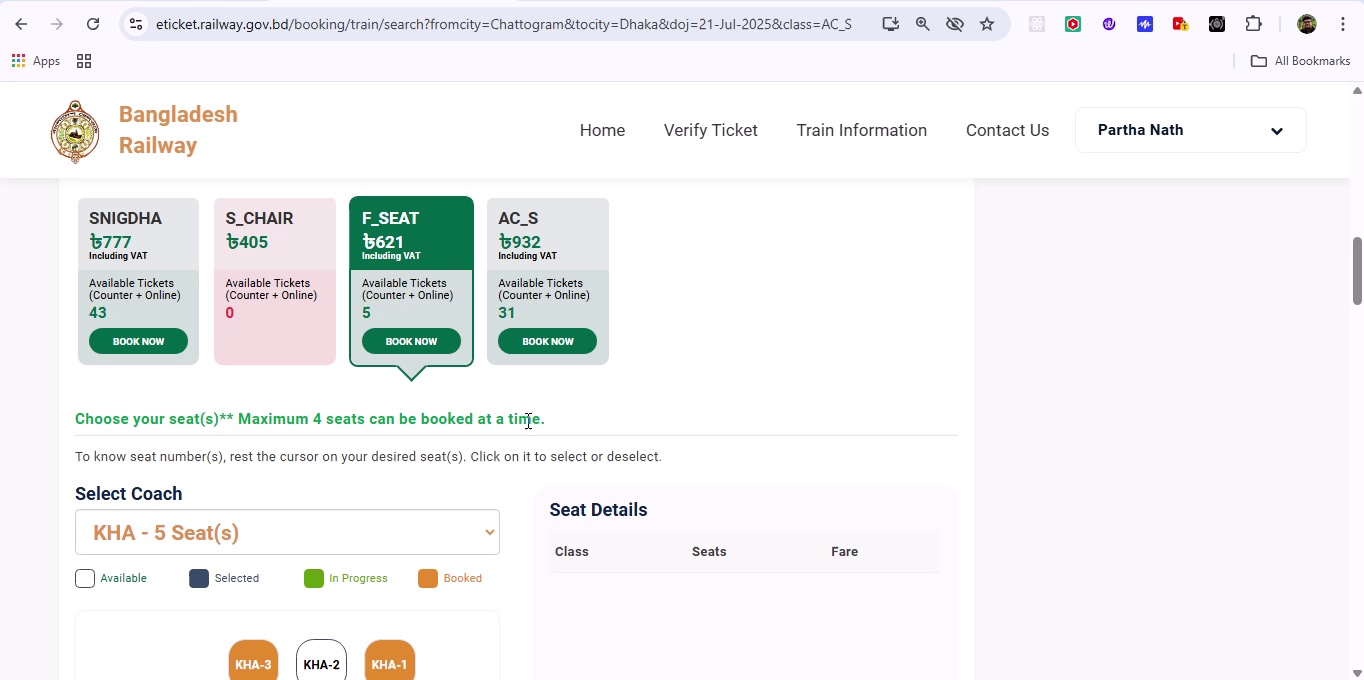 eticket.railway.gov.bd/booking/train/search?fromcity=Chattogram&tocity=Dhaka&doj=21-Jul-2025&class=AC_S
Apps
All Bookmarks
Bangladesh
Railway
Home
Verify Ticket
Train Information
Contact Us
Partha Nath
SNIGDHA
৳777
Including VAT
Available Tickets
(Counter + Online)
43
BOOK NOW
S_CHAIR
৳405
Available Tickets
(Counter + Online)
0
F_SEAT
৳621
Including VAT
Available Tickets
(Counter + Online)
5
BOOK NOW
AC_S
৳932
Including VAT
Available Tickets
(Counter + Online)
31
BOOK NOW
Choose your seat(s)** Maximum 4 seats can be booked at a time.
To know seat number(s), rest the cursor on your desired seat(s). Click on it to select or deselect.
Select Coach
KHA - 5 Seat(s)
Available
Selected
In Progress
Booked
KHA-3
KHA-2
KHA-1
Seat Details
Class
Seats
Fare